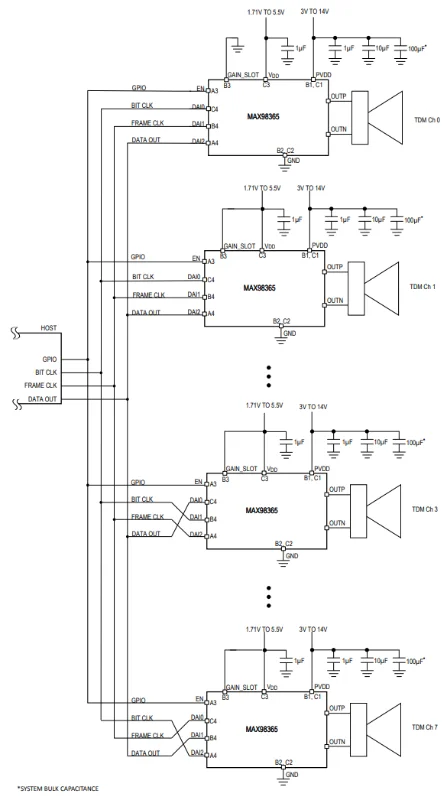 1.71V TO 5.5V 3V TO 14V
1µF 1µF 10µF 100µF*
GAIN_SLOT VDD PVDD
B3 C3 B1, C1
GPIO EN A3
BIT CLK DAI0 C4
FRAME CLK DAI1 B4
DATA OUT DAI2 A4
MAX98365
OUTP
OUTN
TDM Ch 0
B2, C2
GND
1.71V TO 5.5V 3V TO 14V
1µF 1µF 10µF 100µF*
GAIN_SLOT VDD PVDD
B3 C3 B1, C1
GPIO EN A3
BIT CLK DAI0 C4
FRAME CLK DAI1 B4
DATA OUT DAI2 A4
MAX98365
OUTP
OUTN
TDM Ch 1
B2, C2
GND
HOST
GPIO
BIT CLK
FRAME CLK
DATA OUT
1.71V TO 5.5V 3V TO 14V
1µF 1µF 10µF 100µF*
GAIN_SLOT VDD PVDD
B3 C3 B1, C1
GPIO EN A3
BIT CLK DAI0 C4
FRAME CLK DAI1 B4
DATA OUT DAI2 A4
MAX98365
OUTP
OUTN
TDM Ch 3
B2, C2
GND
1.71V TO 5.5V 3V TO 14V
1µF 1µF 10µF 100µF*
GAIN_SLOT VDD PVDD
B3 C3 B1, C1
GPIO EN A3
BIT CLK DAI0 C4
FRAME CLK DAI1 B4
DATA OUT DAI2 A4
MAX98365
OUTP
OUTN
TDM Ch 7
B2, C2
GND
*SYSTEM BULK CAPACITANCE